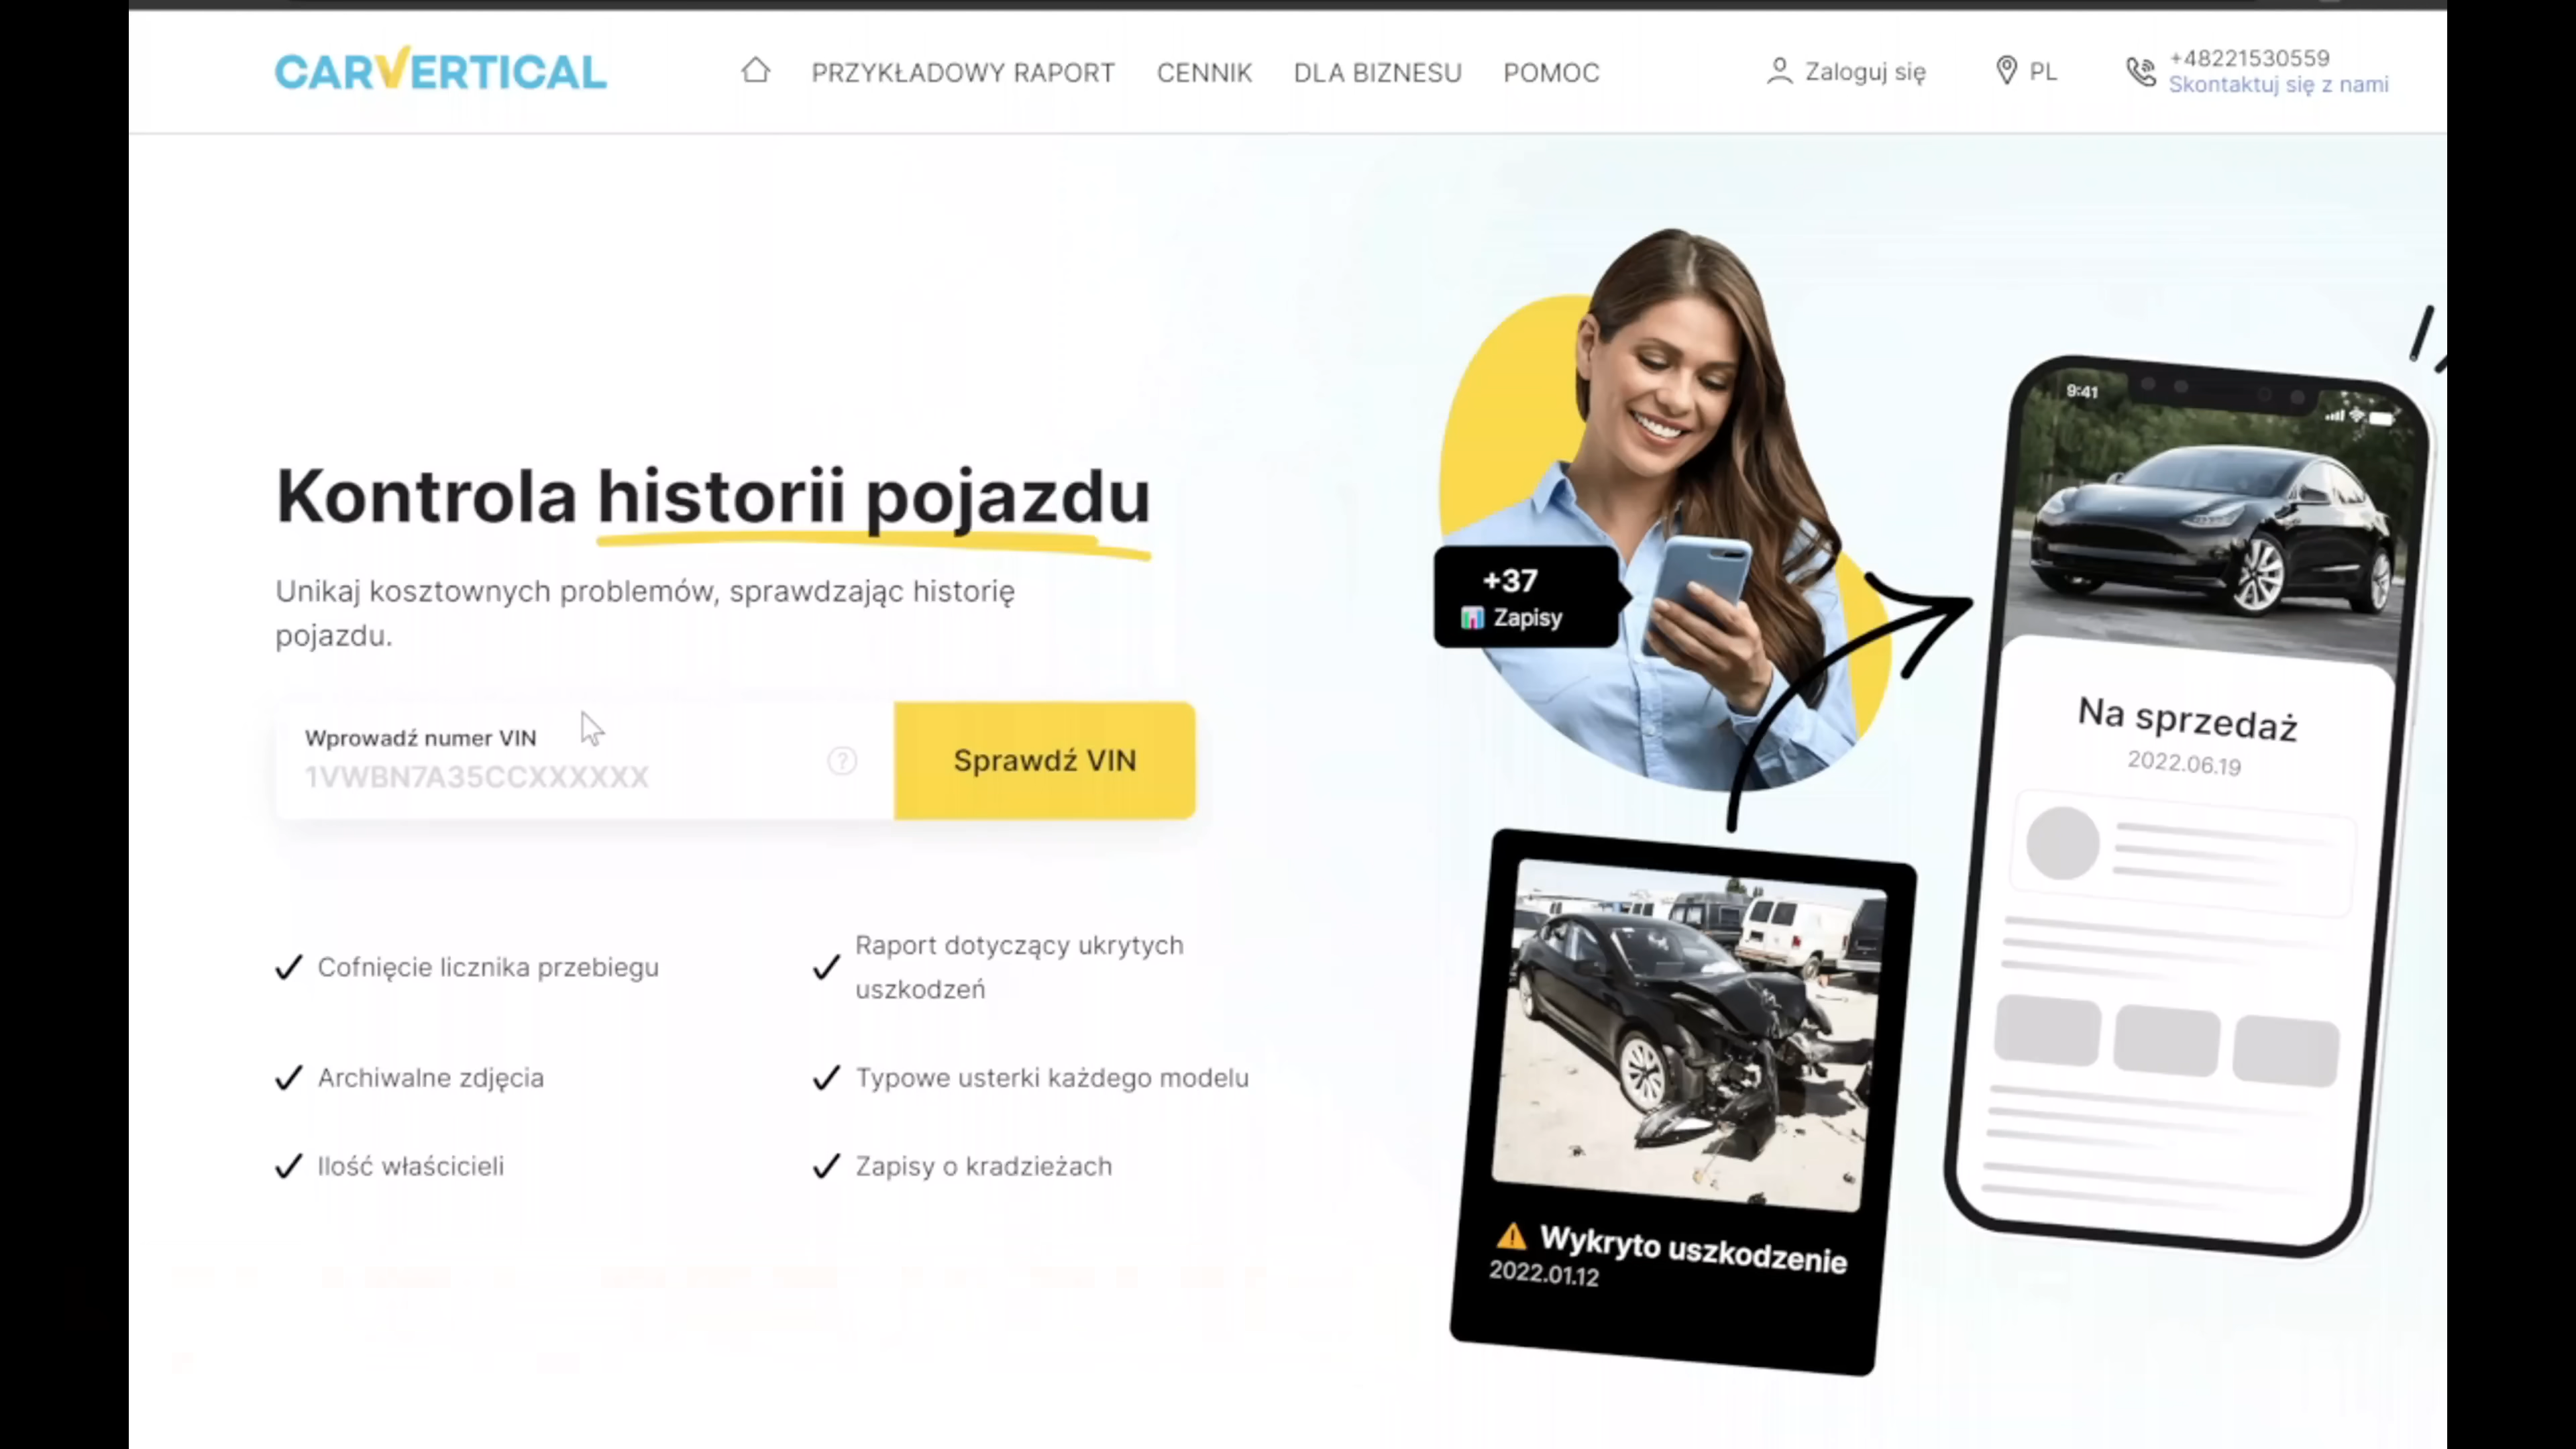 CARVERTICAL
PRZYKŁADOWY RAPORT
CENNIK
DLA BIZNESU
POMOC
Zaloguj się
PL
+48221530559
Skontaktuj się z nami
Kontrola historii pojazdu
Unikaj kosztownych problemów, sprawdzając historię
pojazdu.
Wprowadź numer VIN
1VWBN7A35CCXXXXXX
?
Sprawdź VIN
Cofnięcie licznika przebiegu
Raport dotyczący ukrytych
uszkodzeń
Archiwalne zdjęcia
Typowe usterki każdego modelu
Ilość właścicieli
Zapisy o kradzieżach
+37
Zapisy
9:41
Na sprzedaż
2022.06.19
Wykryto uszkodzenie
2022.01.12